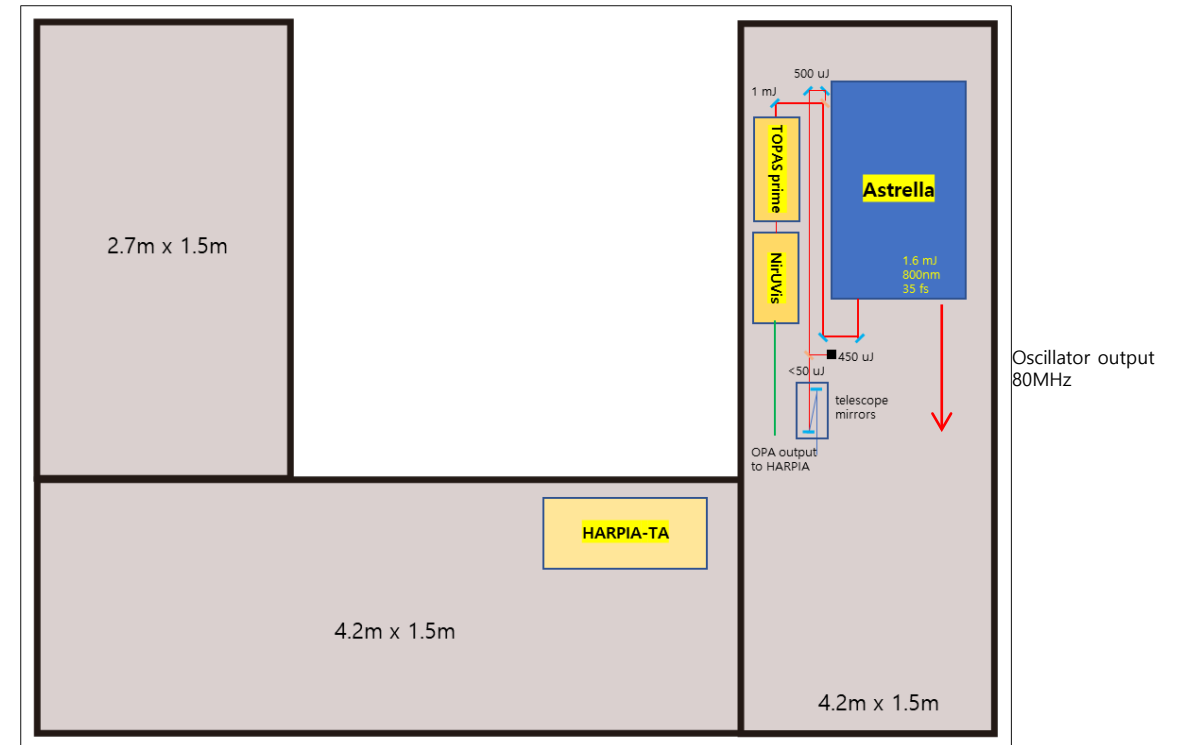 500 uJ
1 mJ
TOPAS prime
Astrella
2.7m x 1.5m
NirUVis
1.6 mJ
800nm
35 fs
450 uJ
Oscillator output
80MHz
<50 uJ
telescope
mirrors
OPA output
to HARPIA
HARPIA-TA
4.2m x 1.5m
4.2m x 1.5m